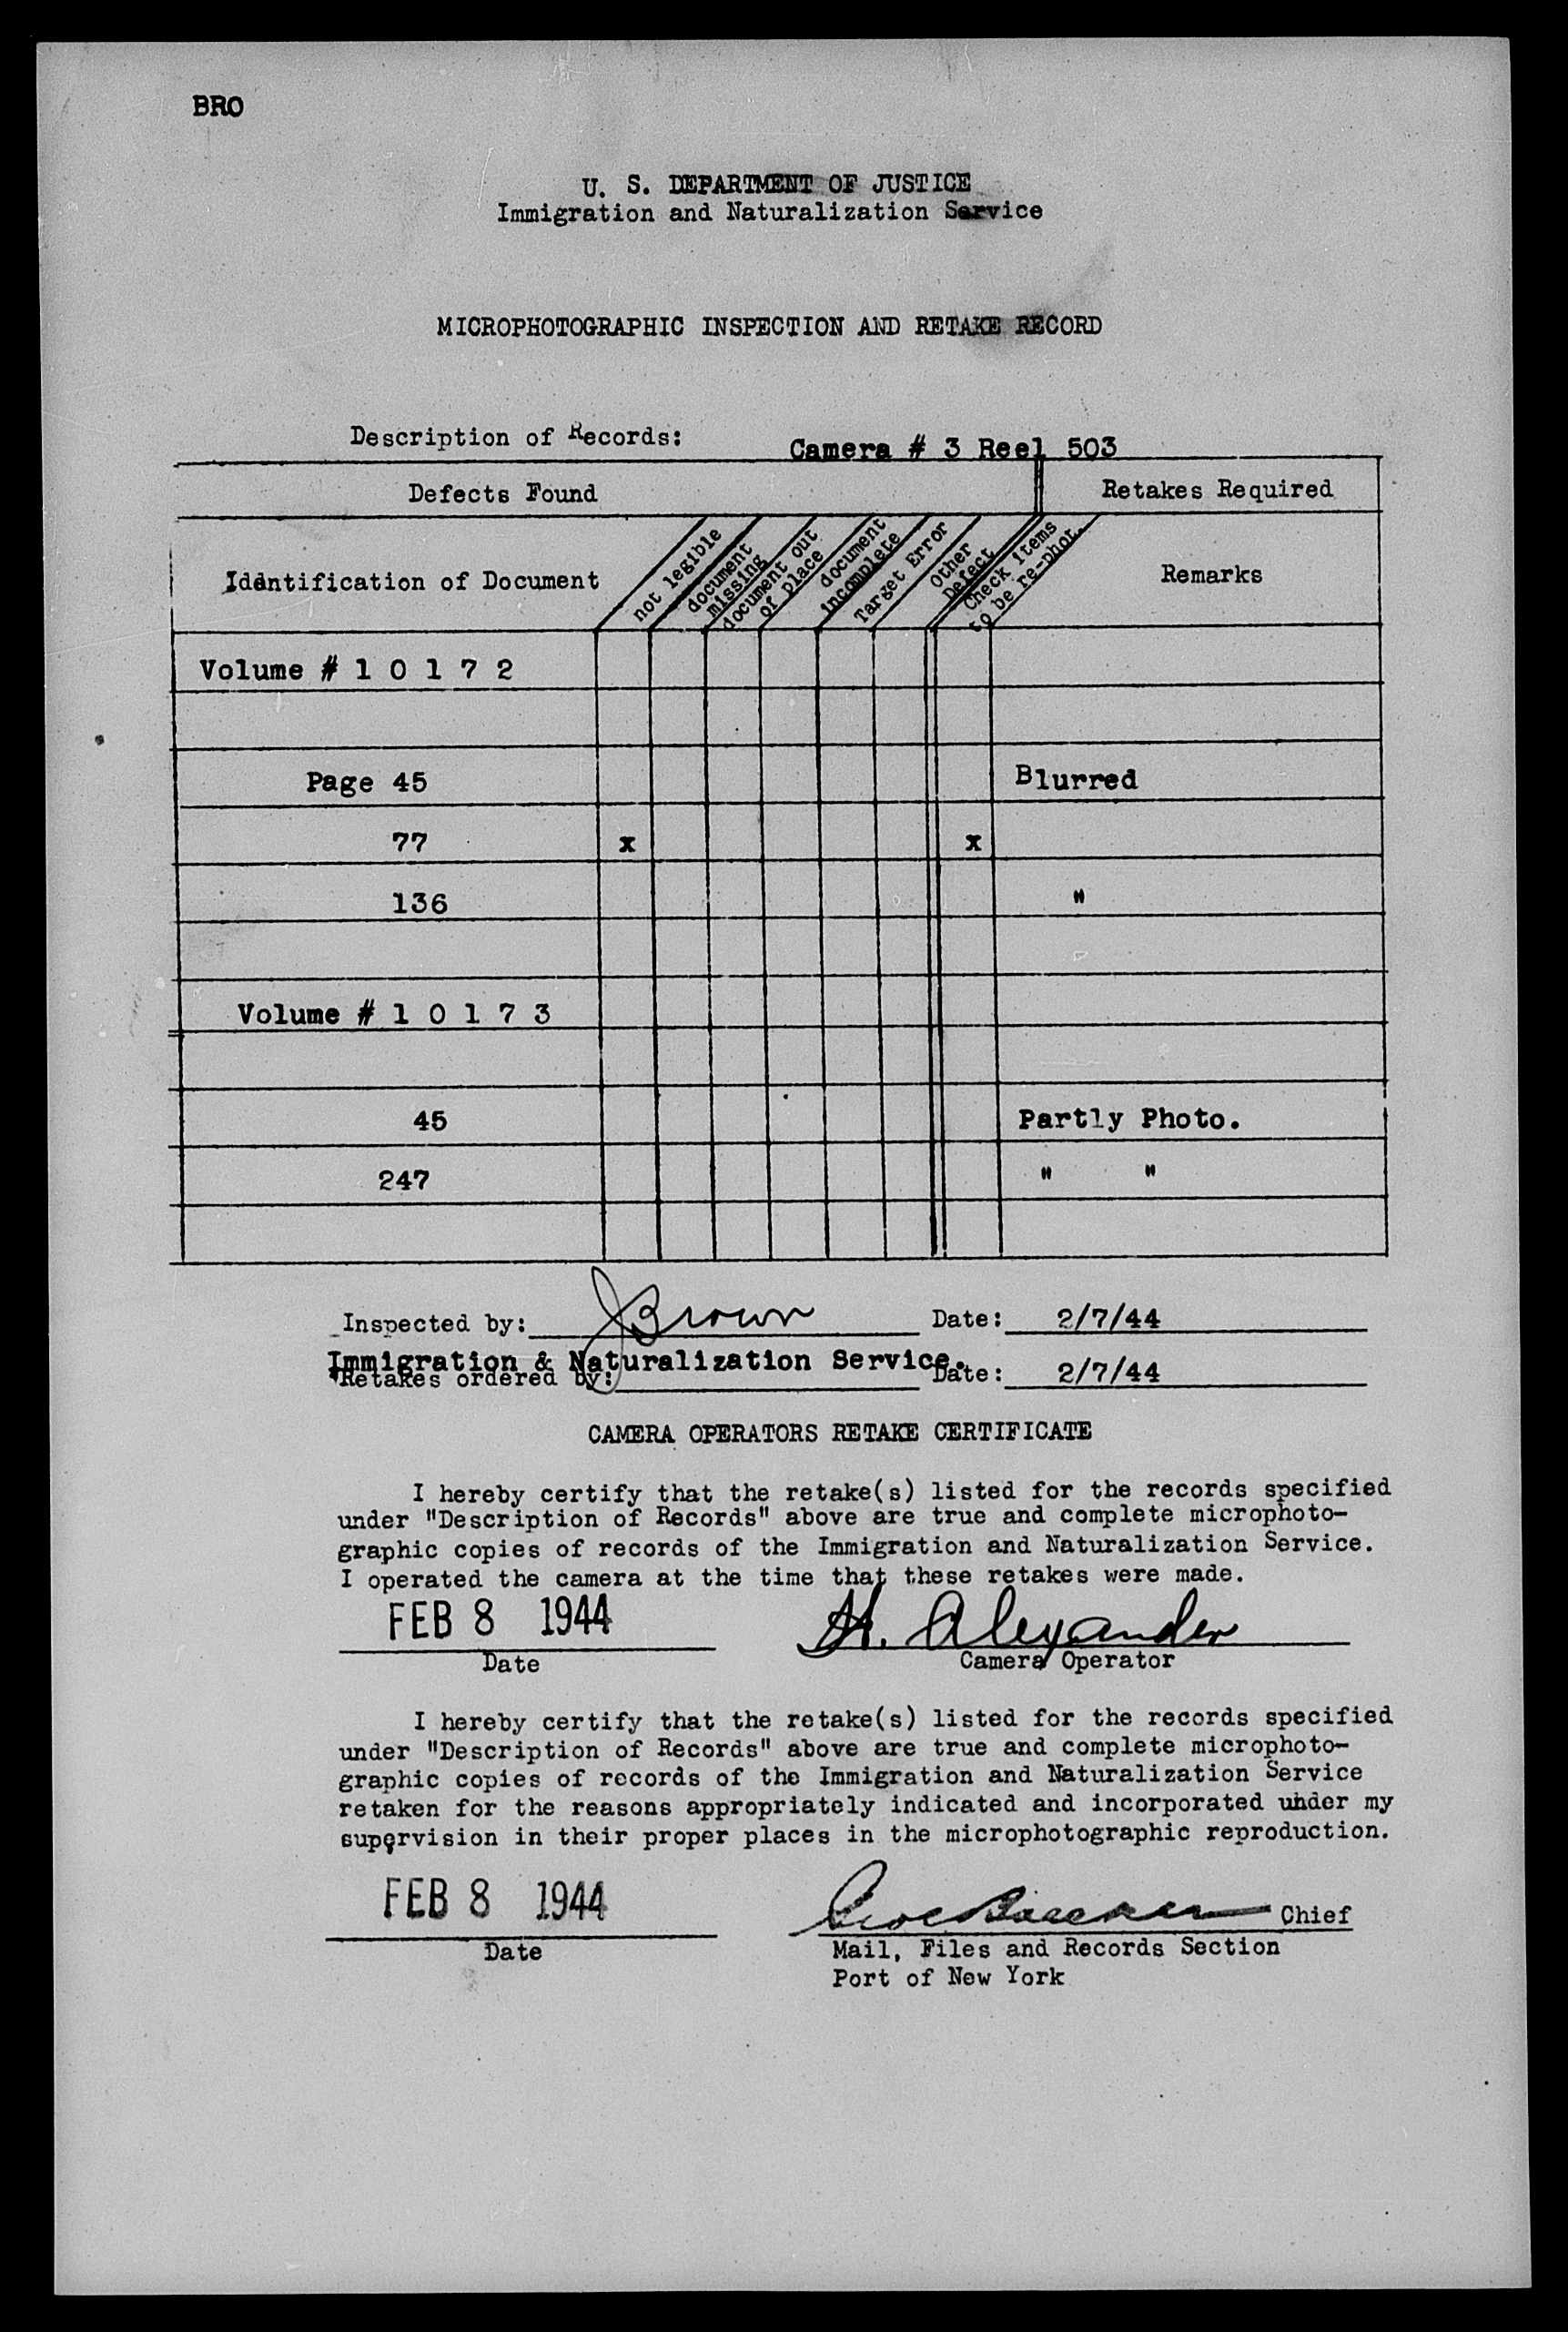 BRO
U. S. DEPARTMENT OF JUSTICE
Immigration and Naturalization Service
MICROPHOTOGRAPHIC INSPECTION AND RETAKE RECORD
Description of Records: Camera # 3 Reel 503
Defects Found Retakes Required
Identification of Document
not legible
document
missing
document out
of place
document
incomplete
Target Error
Other
Defect
Check items
to be re-phot.
Remarks
Volume # 1 0 1 7 2
Page 45 Blurred
77 x x
136 "
Volume # 1 0 1 7 3
45 Partly Photo.
247 " "
Inspected by: JBrown Date: 2/7/44
Immigration & Naturalization Service.
*Retakes ordered by: Date: 2/7/44
CAMERA OPERATORS RETAKE CERTIFICATE
I hereby certify that the retake(s) listed for the records specified
under "Description of Records" above are true and complete microphoto-
graphic copies of records of the Immigration and Naturalization Service.
I operated the camera at the time that these retakes were made.
FEB 8 1944 H. Alexander
Date Camera Operator
I hereby certify that the retake(s) listed for the records specified
under "Description of Records" above are true and complete microphoto-
graphic copies of records of the Immigration and Naturalization Service
retaken for the reasons appropriately indicated and incorporated under my
supervision in their proper places in the microphotographic reproduction.
FEB 8 1944 Chief
Date Mail, Files and Records Section
Port of New York